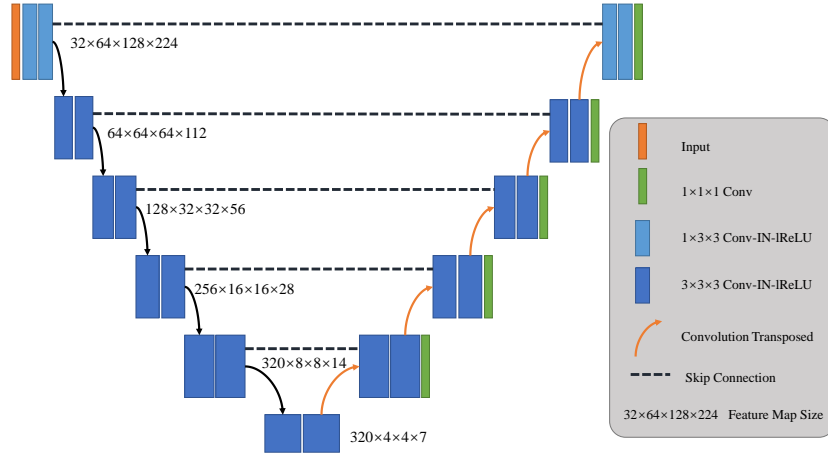 32×64×128×224
64×64×64×112
128×32×32×56
256×16×16×28
320×8×8×14
320×4×4×7
Input
1×1×1 Conv
1×3×3 Conv-IN-lReLU
3×3×3 Conv-IN-lReLU
Convolution Transposed
Skip Connection
32×64×128×224 Feature Map Size